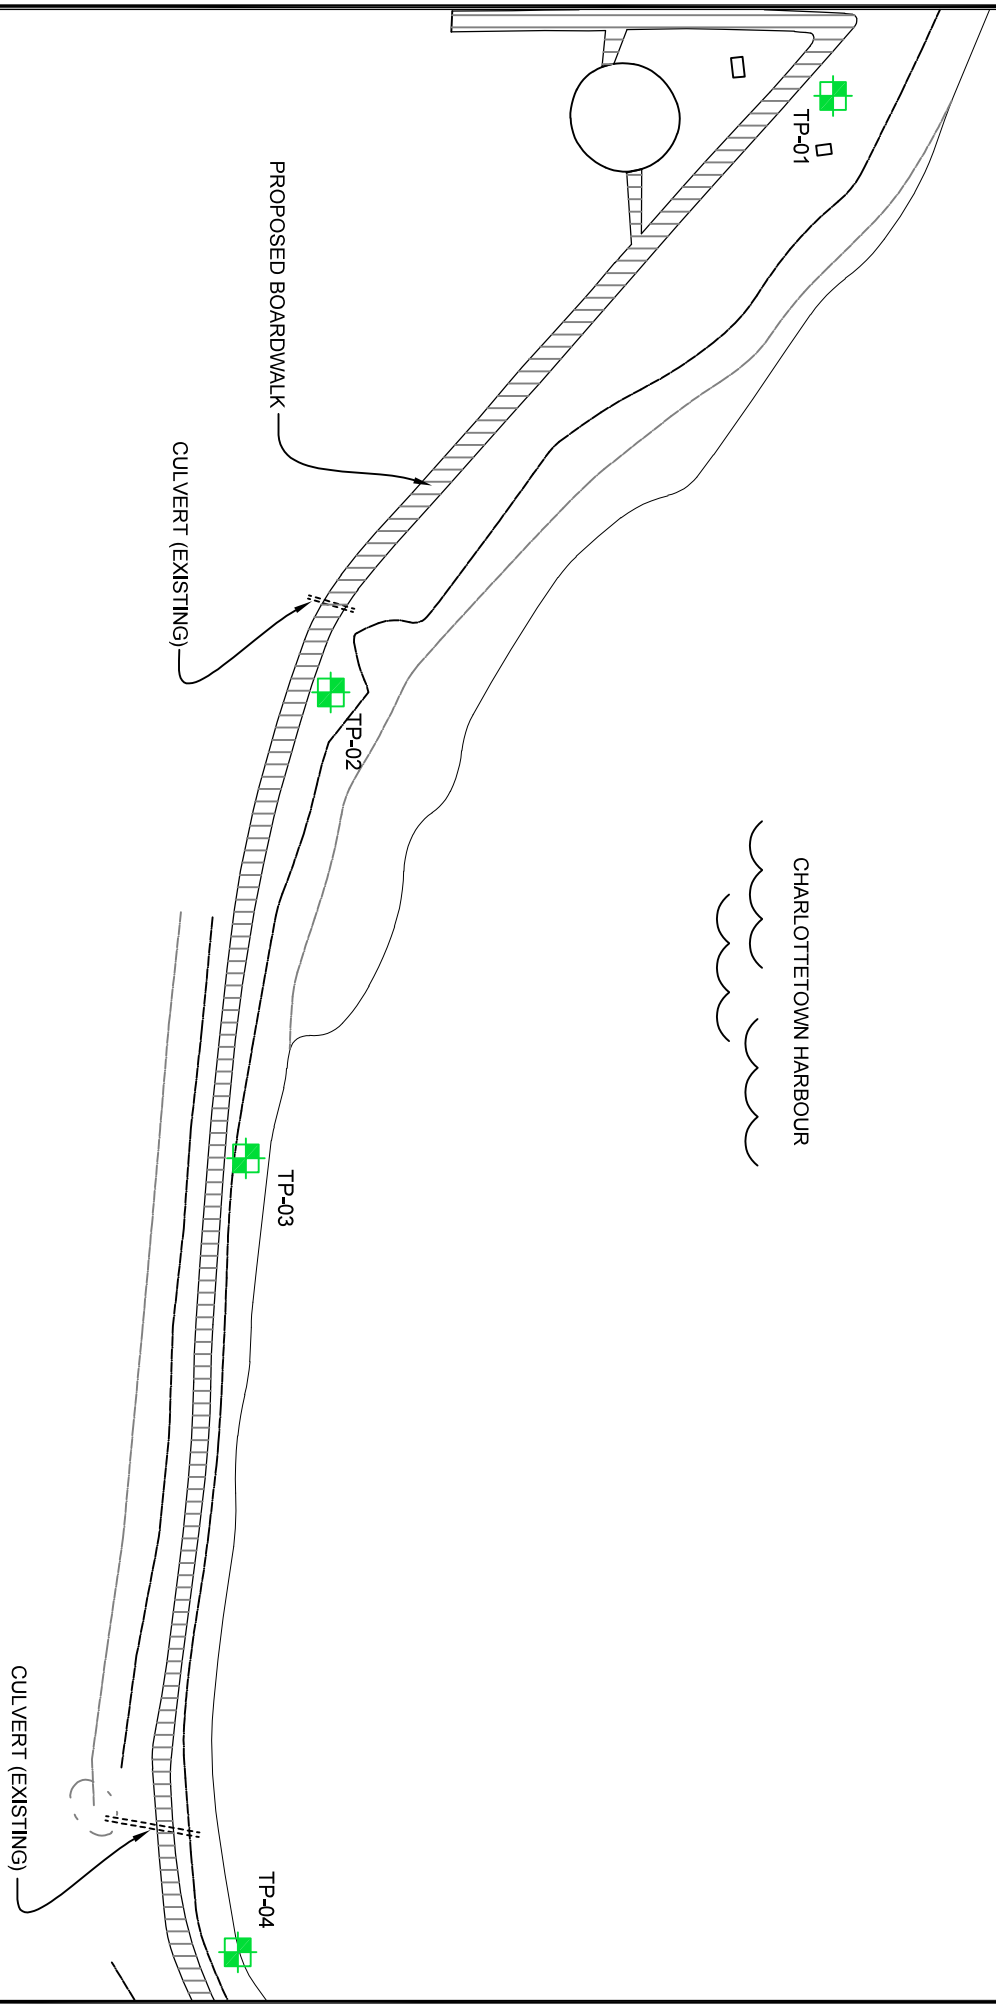 TP-01
PROPOSED BOARDWALK
CULVERT (EXISTING)
TP-02
CHARLOTTETOWN HARBOUR
TP-03
CULVERT (EXISTING)
TP-04